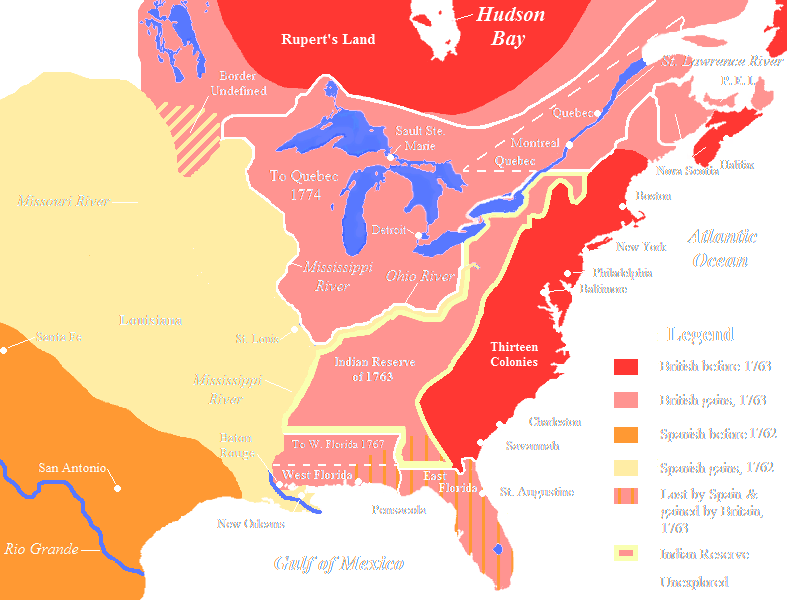 Hudson
Bay
Rupert's Land
St. Lawrence River
P.E.I.
Border
Undefined
Quebec
Sault Ste.
Marie
Montreal
Quebec
To Quebec
1774
Nova Scotia
Halifax
Missouri River
Boston
Detroit
Atlantic
Ocean
New York
Mississippi
River
Ohio River
Philadelphia
Baltimore
Louisiana
Santa Fe
St. Louis
Thirteen
Colonies
Indian Reserve
of 1763
Mississippi
River
Legend
British before 1763
British gains, 1763
Spanish before 1762
Spanish gains, 1762
Lost by Spain &
gained by Britain,
1763
Indian Reserve
Unexplored
Charleston
Savannah
To W. Florida 1767
Baton
Rouge
San Antonio
West Florida
East
Florida
St. Augustine
Pensacola
New Orleans
Rio Grande
Gulf of Mexico